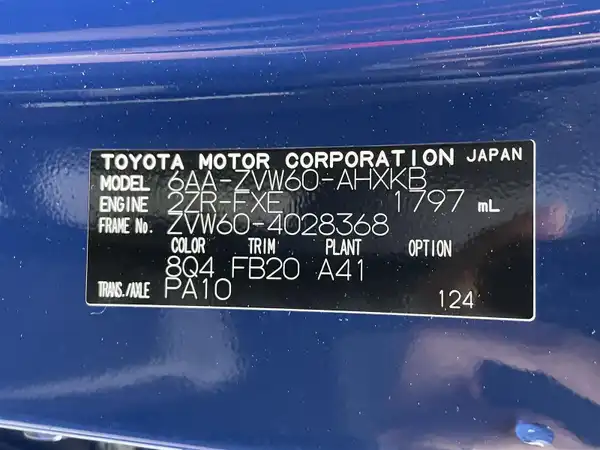 TOYOTA MOTOR CORPORATION JAPAN
MODEL 6AA-ZVW60-AHXKB
ENGINE 2ZR-FXE 1797 mL
FRAME No. ZVW60-4028368
COLOR TRIM PLANT OPTION
8Q4 FB20 A41
TRANS./AXLE PA10
124